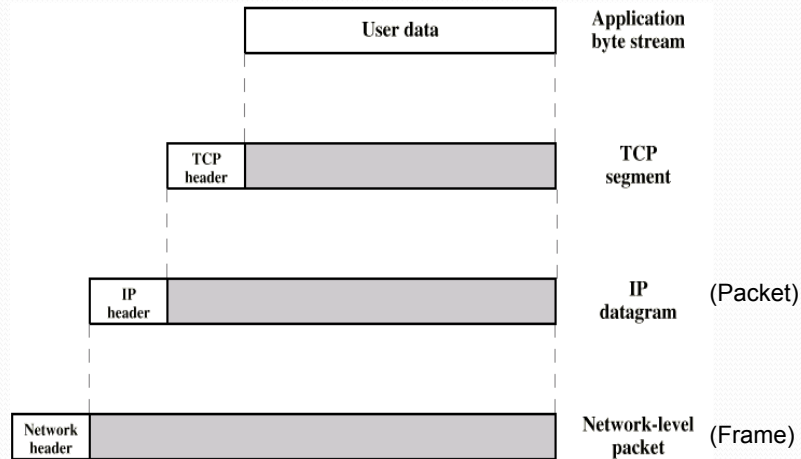 User data
Application
byte stream
TCP
header
TCP
segment
IP
header
IP
datagram
(Packet)
Network
header
Network-level
packet
(Frame)